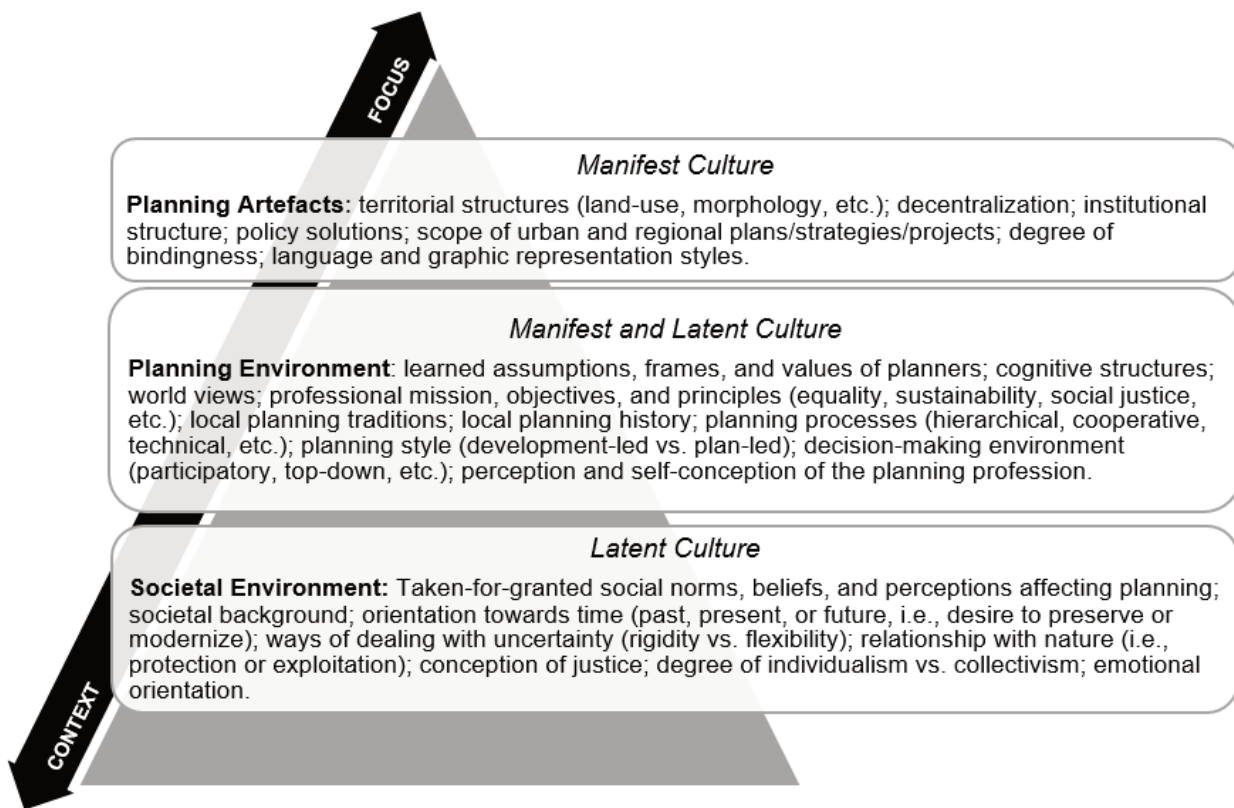 FOCUS
Manifest Culture
Planning Artefacts: territorial structures (land-use, morphology, etc.); decentralization; institutional
structure; policy solutions; scope of urban and regional plans/strategies/projects; degree of
bindingness; language and graphic representation styles.
Manifest and Latent Culture
Planning Environment: learned assumptions, frames, and values of planners; cognitive structures;
world views; professional mission, objectives, and principles (equality, sustainability, social justice,
etc.); local planning traditions; local planning history; planning processes (hierarchical, cooperative,
technical, etc.); planning style (development-led vs. plan-led); decision-making environment
(participatory, top-down, etc.); perception and self-conception of the planning profession.
Latent Culture
Societal Environment: Taken-for-granted social norms, beliefs, and perceptions affecting planning;
societal background; orientation towards time (past, present, or future, i.e., desire to preserve or
modernize); ways of dealing with uncertainty (rigidity vs. flexibility); relationship with nature (i.e.,
protection or exploitation); conception of justice; degree of individualism vs. collectivism; emotional
orientation.
CONTEXT